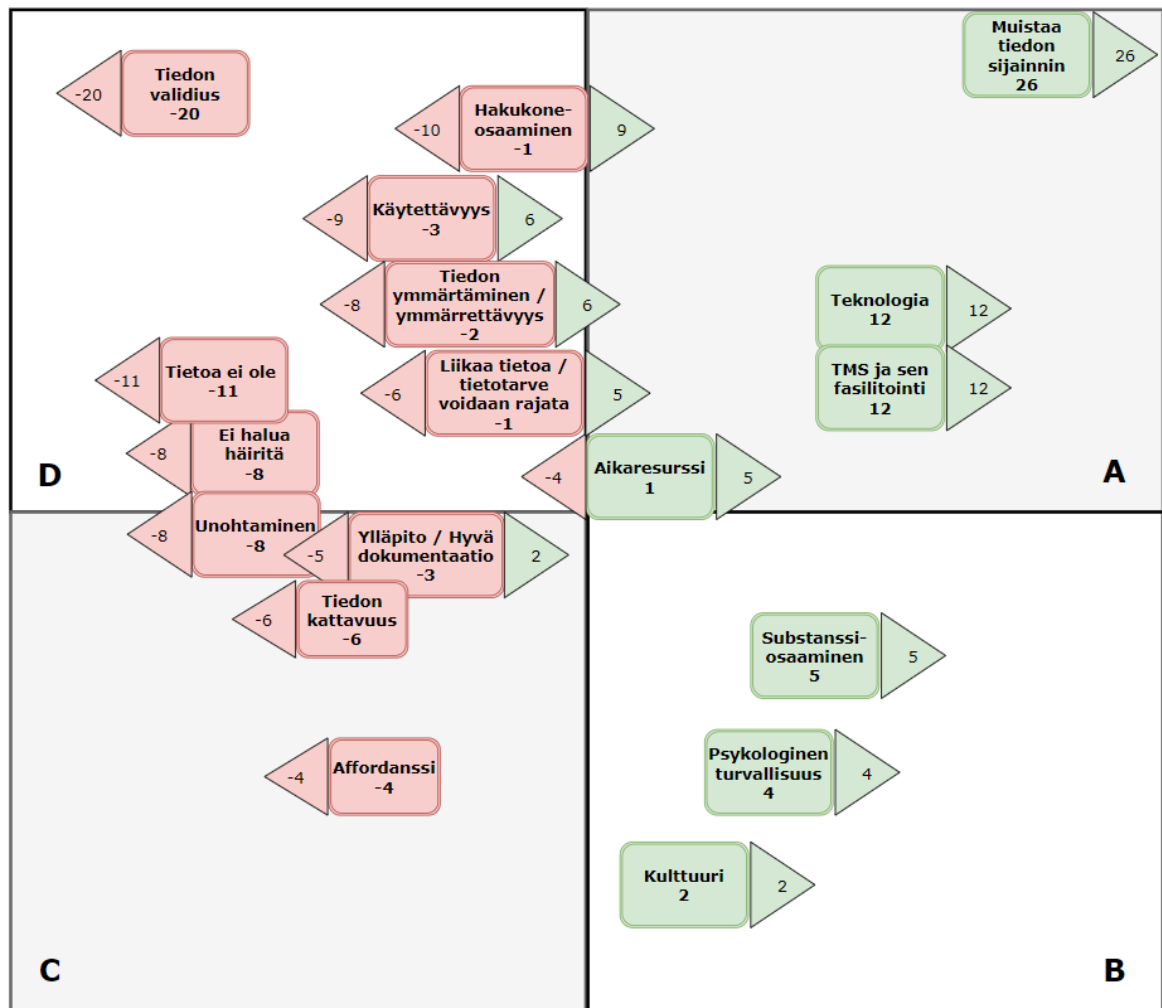 Muistaa
tiedon
sijainnin
26
26
-20
Tiedon
validius
-20
-10
Hakukone-
osaaminen
-1
9
-9
Käytettävyys
-3
6
-8
Tiedon
ymmärtäminen /
ymmärrettävyys
-2
6
Teknologia
12
12
-11
Tietoa ei ole
-11
-6
Liikaa tietoa /
tietotarve
voidaan rajata
-1
5
TMS ja sen
fasilitointi
12
12
-8
Ei halua
häiritä
-8
D
-4
Aikaresurssi
1
5
A
-8
Unohtaminen
-8
-5
Ylläpito / Hyvä
dokumentaatio
-3
2
-6
Tiedon
kattavuus
-6
Substanssi-
osaaminen
5
5
-4
Affordanssi
-4
Psykologinen
turvallisuus
4
4
Kulttuuri
2
2
C
B